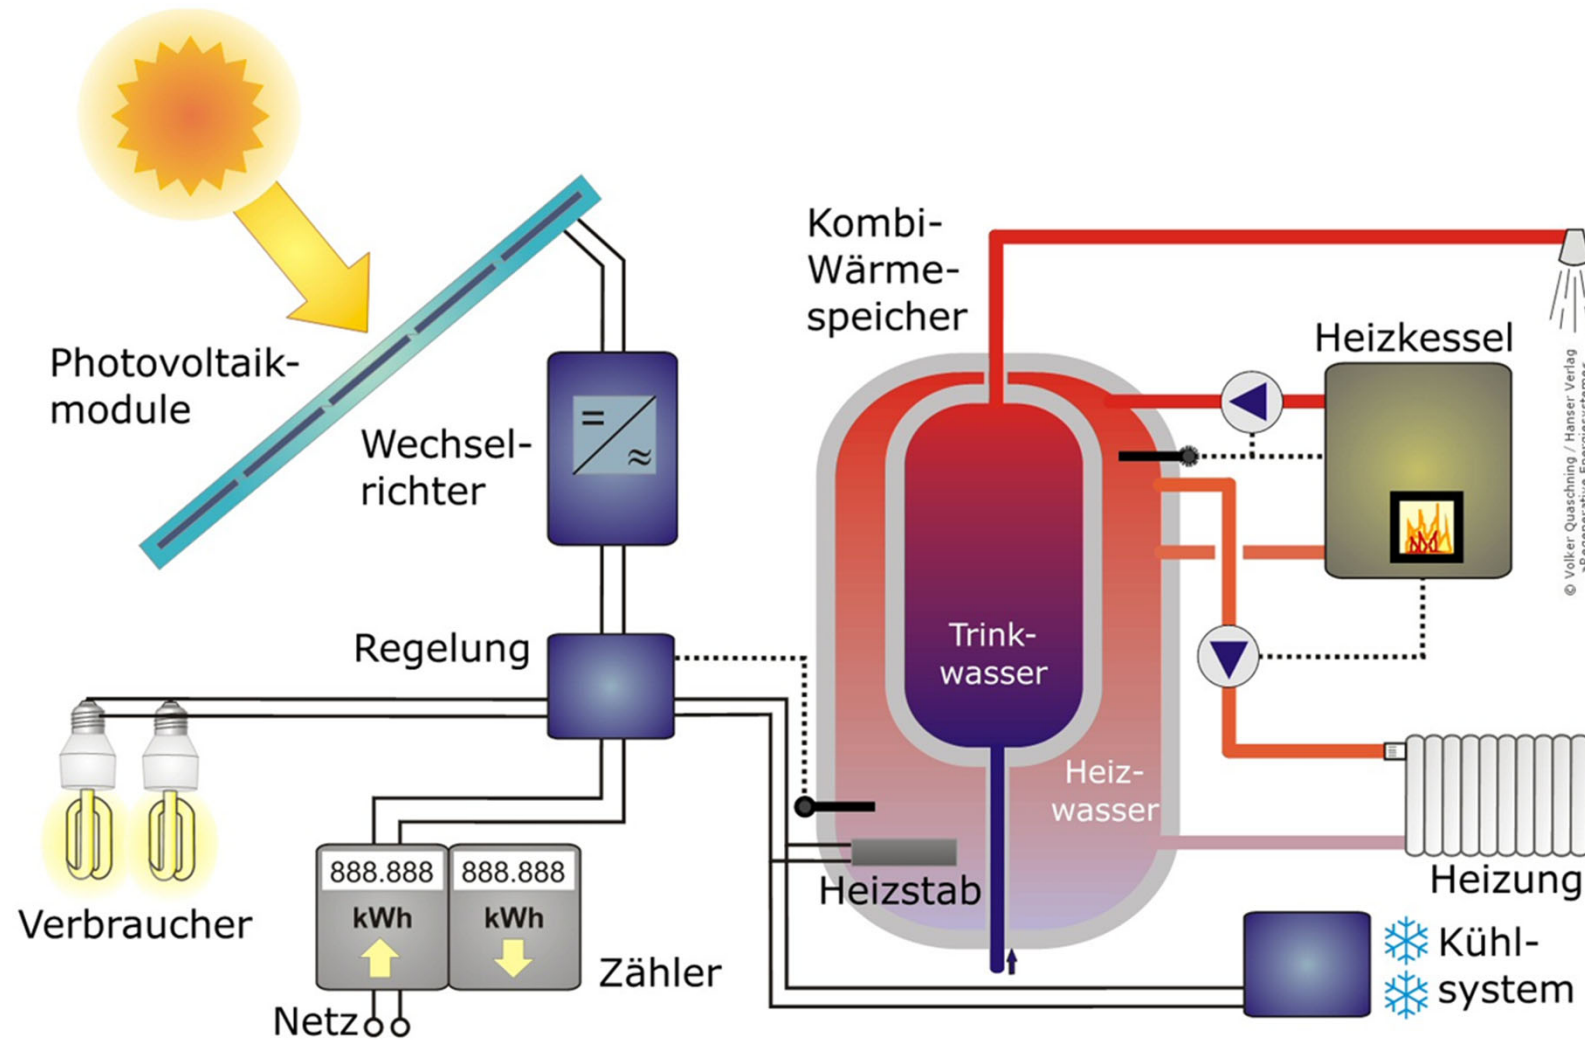 Kombi-
Wärme-
speicher
Heizkessel
Photovoltaik-
module
Wechsel-
richter
=
≈
Regelung
Trink-
wasser
Heiz-
wasser
888.888
kWh
888.888
kWh
Heizstab
Heizung
Verbraucher
Zähler
Netz
Kühl-
system
© Volker Quaschning / Hanser Verlag